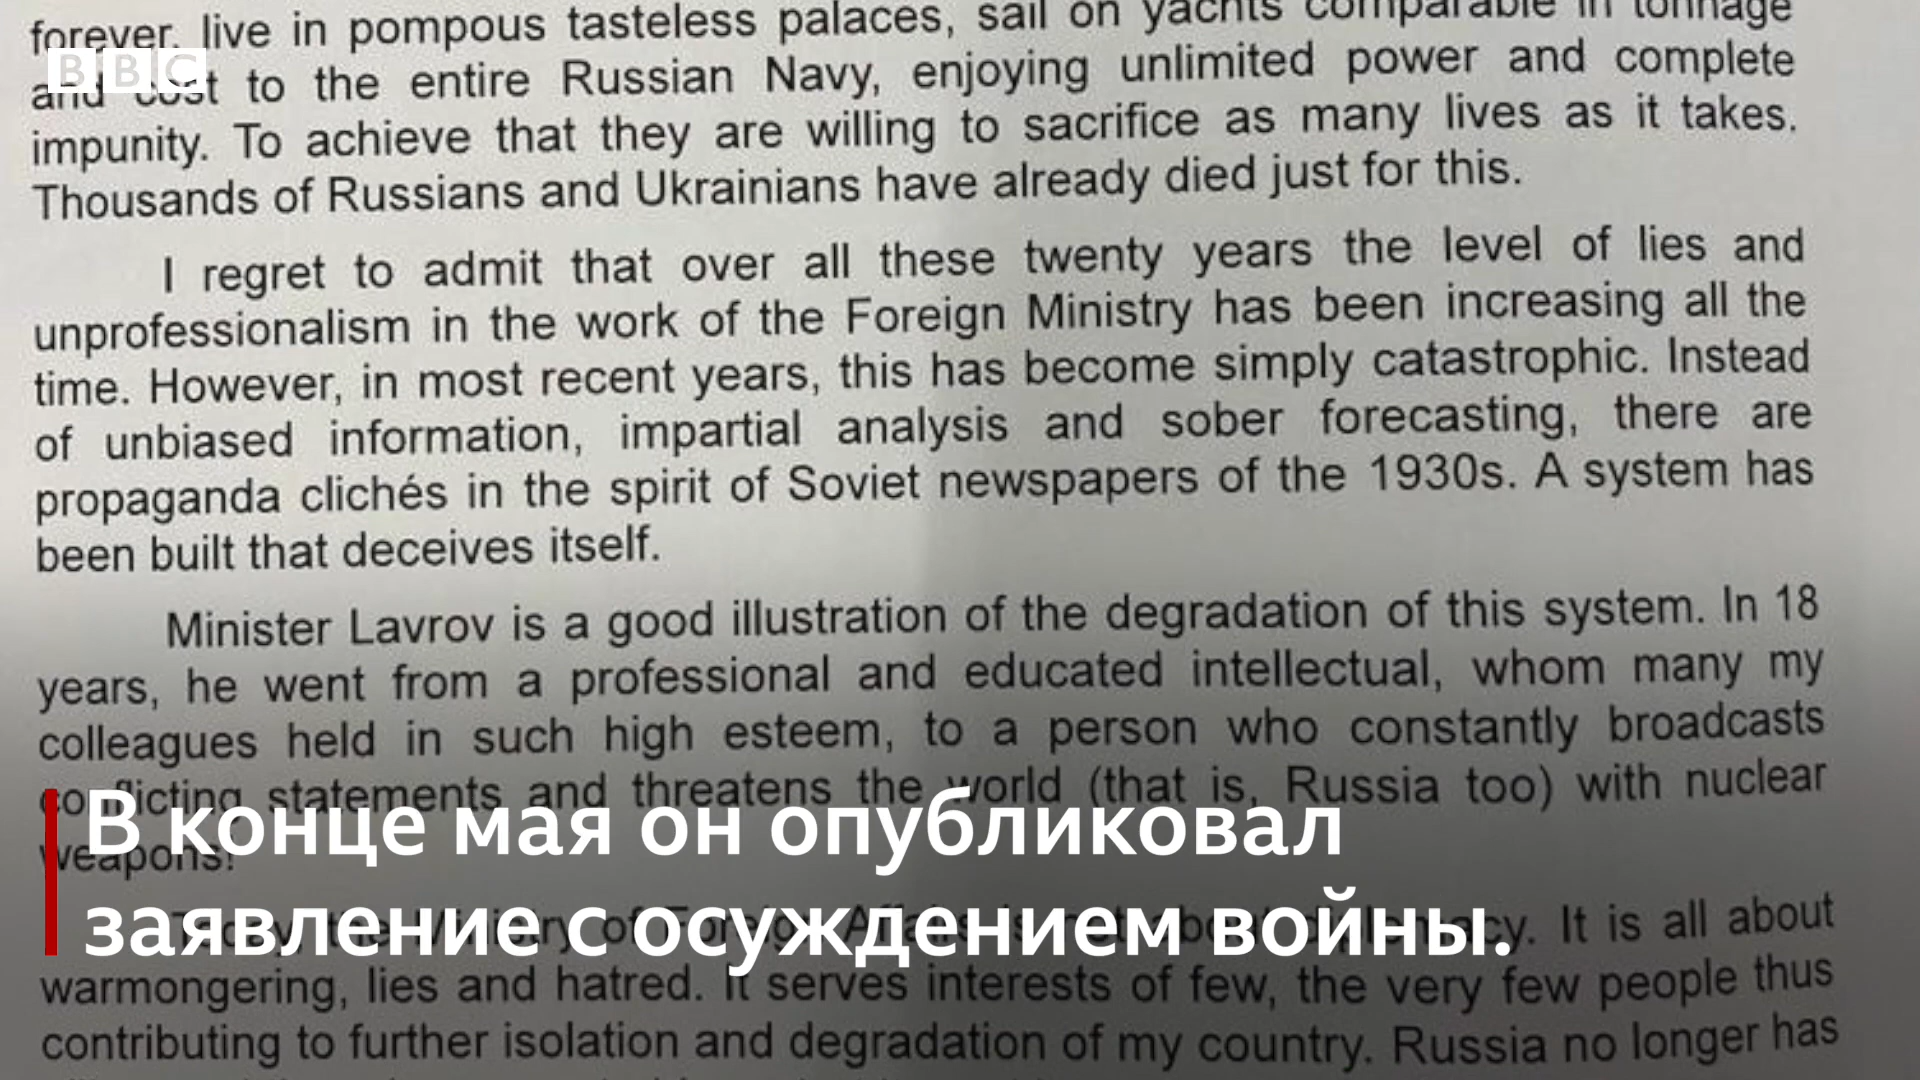 forever, live in pompous tasteless palaces, sail on yachts comparable in tonnage
BBC
and cost to the entire Russian Navy, enjoying unlimited power and complete
impunity. To achieve that they are willing to sacrifice as many lives as it takes.
Thousands of Russians and Ukrainians have already died just for this.
I regret to admit that over all these twenty years the level of lies and
unprofessionalism in the work of the Foreign Ministry has been increasing all the
time. However, in most recent years, this has become simply catastrophic. Instead
of unbiased information, impartial analysis and sober forecasting, there are
propaganda clichés in the spirit of Soviet newspapers of the 1930s. A system has
been built that deceives itself.
Minister Lavrov is a good illustration of the degradation of this system. In 18
years, he went from a professional and educated intellectual, whom many my
colleagues held in such high esteem, to a person who constantly broadcasts
conflicting statements and threatens the world (that is, Russia too) with nuclear
weapons!
В конце мая он опубликовал
заявление с осуждением войны.
Ministry of Foreign Affairs It is all about
warmongering, lies and hatred. It serves interests of few, the very few people thus
contributing to further isolation and degradation of my country. Russia no longer has